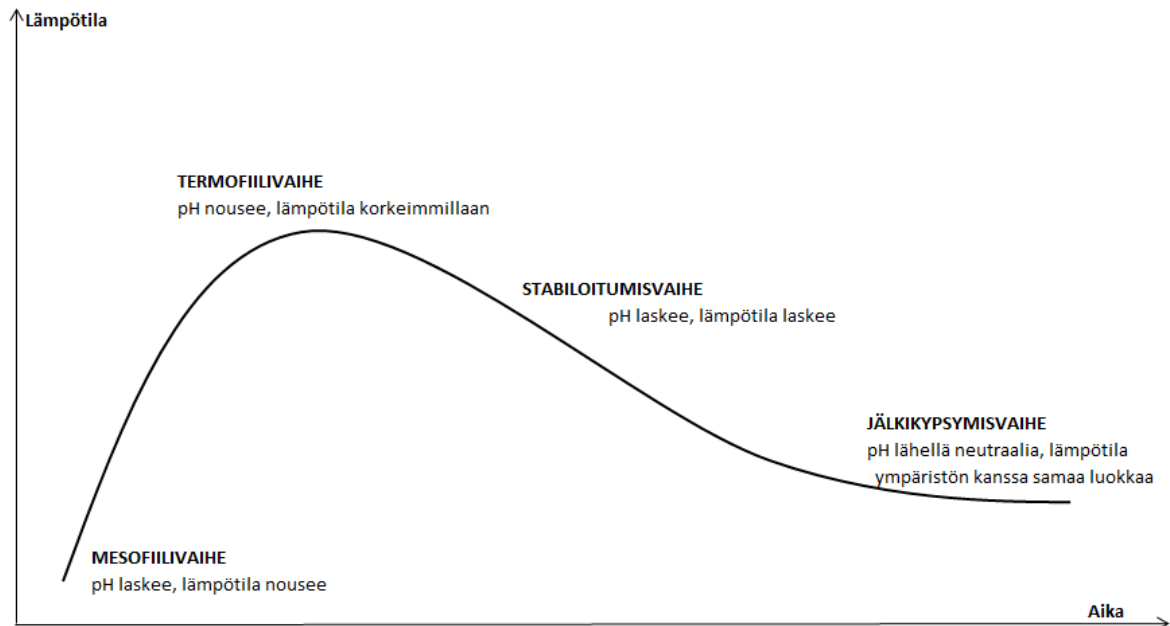 Lämpötila
TERMOFIILIVAIHE
pH nousee, lämpötila korkeimmillaan
STABILOITUMISVAIHE
pH laskee, lämpötila laskee
JÄLKIKYPSYMISVAIHE
pH lähellä neutraalia, lämpötila
ympäristön kanssa samaa luokkaa
MESOFIILIVAIHE
pH laskee, lämpötila nousee
Aika